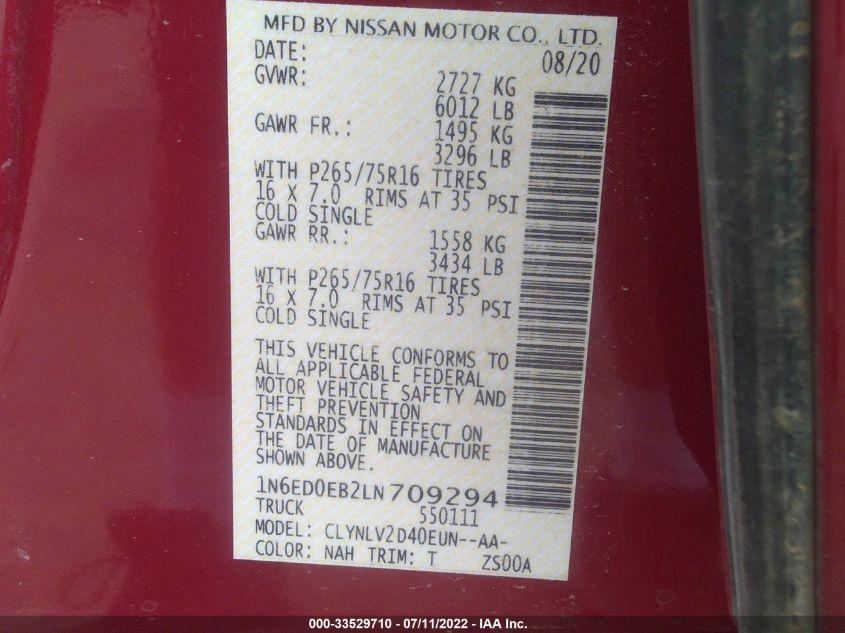 MFD BY NISSAN MOTOR CO., LTD.
DATE: 08/20
GVWR: 2727 KG
6012 LB
GAWR FR.: 1495 KG
3296 LB
WITH P265/75R16 TIRES
16 X 7.0 RIMS AT 35 PSI
COLD SINGLE
GAWR RR.: 1558 KG
3434 LB
WITH P265/75R16 TIRES
16 X 7.0 RIMS AT 35 PSI
COLD SINGLE
THIS VEHICLE CONFORMS TO
ALL APPLICABLE FEDERAL
MOTOR VEHICLE SAFETY AND
THEFT PREVENTION
STANDARDS IN EFFECT ON
THE DATE OF MANUFACTURE
SHOWN ABOVE.
1N6ED0EB2LN709294
TRUCK 550111
MODEL: CLYNLV2D40EUN--AA-
COLOR: NAH TRIM: T ZS00A
000-33529710 - 07/11/2022 - IAA Inc.